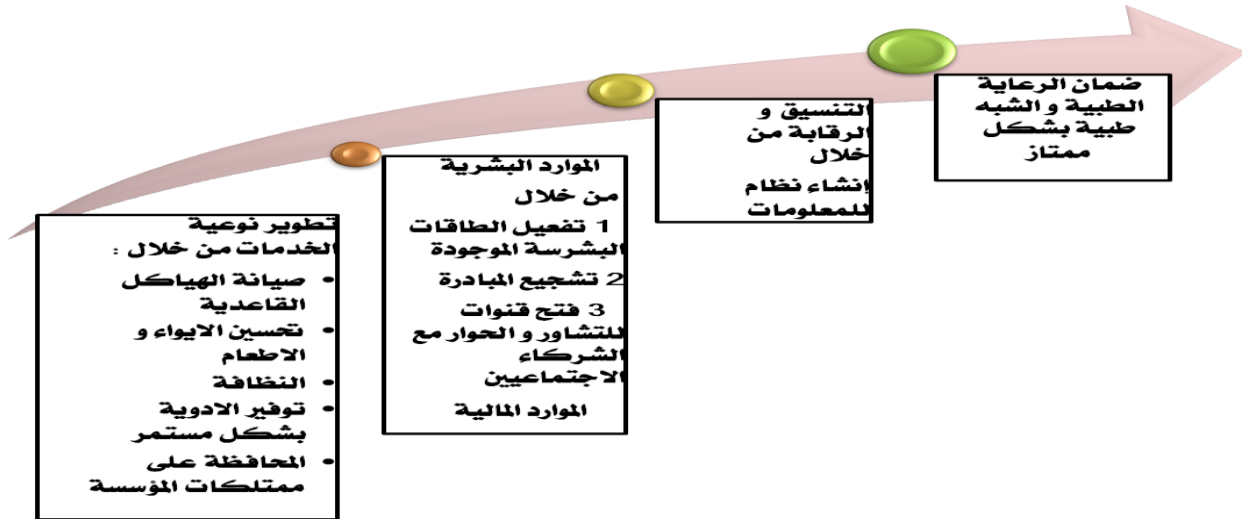 تطوير نوعية
الخدمات من خلال :
• صيانة الهياكل
القاعدية
• تحسين الايواء و
الاطعام
• النظافة
• توفير الادوية
بشكل مستمر
• المحافظة على
ممتلكات المؤسسة
الموارد البشرية
من خلال
1 تفعيل الطاقات
البشرسة الموجودة
2 تشجيع المبادرة
3 فتح قنوات
للتشاور و الحوار مع
الشركاء
الاجتماعيين
الموارد المالية
التنسيق و
الرقابة من
خلال
إنشاء نظام
للمعلومات
ضمان الرعاية
الطبية و الشبه
طبية بشكل
ممتاز